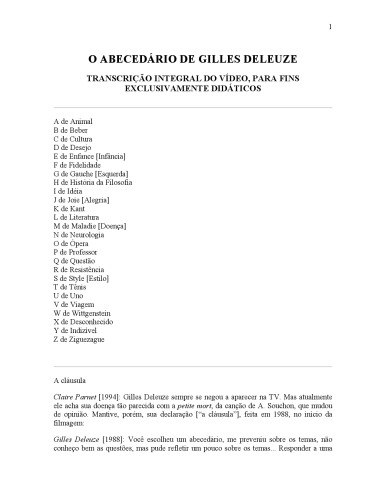 1
O ABECEDÁRIO DE GILLES DELEUZE
TRANSCRIÇÃO INTEGRAL DO VÍDEO, PARA FINS
EXCLUSIVAMENTE DIDÁTICOS
A de Animal
B de Beber
C de Cultura
D de Desejo
E de Enfance [Infância]
F de Fidelidade
G de Gauche [Esquerda]
H de História da Filosofia
I de Idéia
J de Joie [Alegria]
K de Kant
L de Literatura
M de Maladie [Doença]
N de Neurologia
O de Ópera
P de Professor
Q de Questão
R de Resistência
S de Style [Estilo]
T de Tênis
U de Uno
V de Viagem
W de Wittgenstein
X de Desconhecido
Y de Indizível
Z de Ziguezague
A cláusula
Claire Parnet [1994]: Gilles Deleuze sempre se negou a aparecer na TV. Mas atualmente
ele acha sua doença tão parecida com a petite mort, da canção de A. Souchon, que mudou
de opinião. Mantive, porém, sua declaração ["a cláusula"], feita em 1988, no início da
filmagem:
Gilles Deleuze [1988]: Você escolheu um abecedário, me preveniu sobre os temas, não
conheço bem as questões, mas pude refletir um pouco sobre os temas... Responder a uma